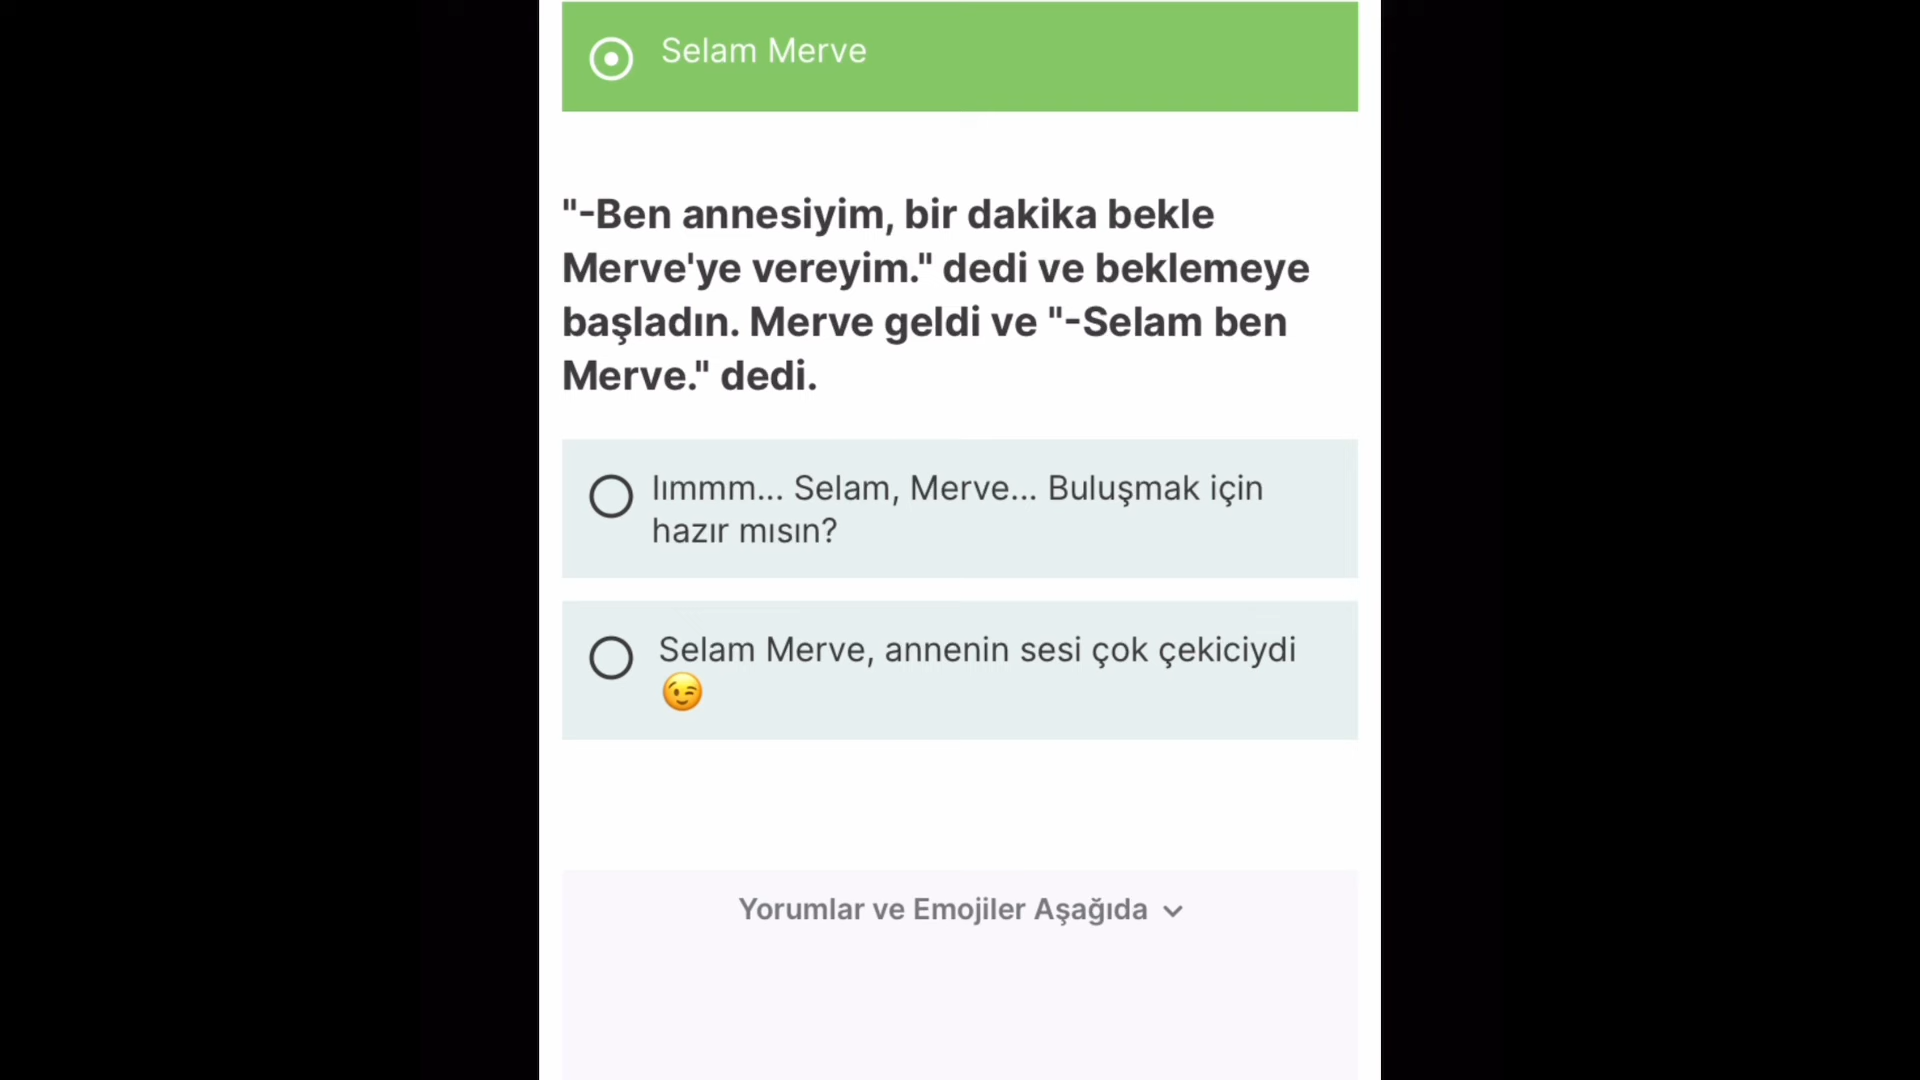 Selam Merve
"-Ben annesiyim, bir dakika bekle
Merve'ye vereyim." dedi ve beklemeye
başladın. Merve geldi ve "-Selam ben
Merve." dedi.
Iımmm... Selam, Merve... Buluşmak için
hazır mısın?
Selam Merve, annenin sesi çok çekiciydi
😉
Yorumlar ve Emojiler Aşağıda